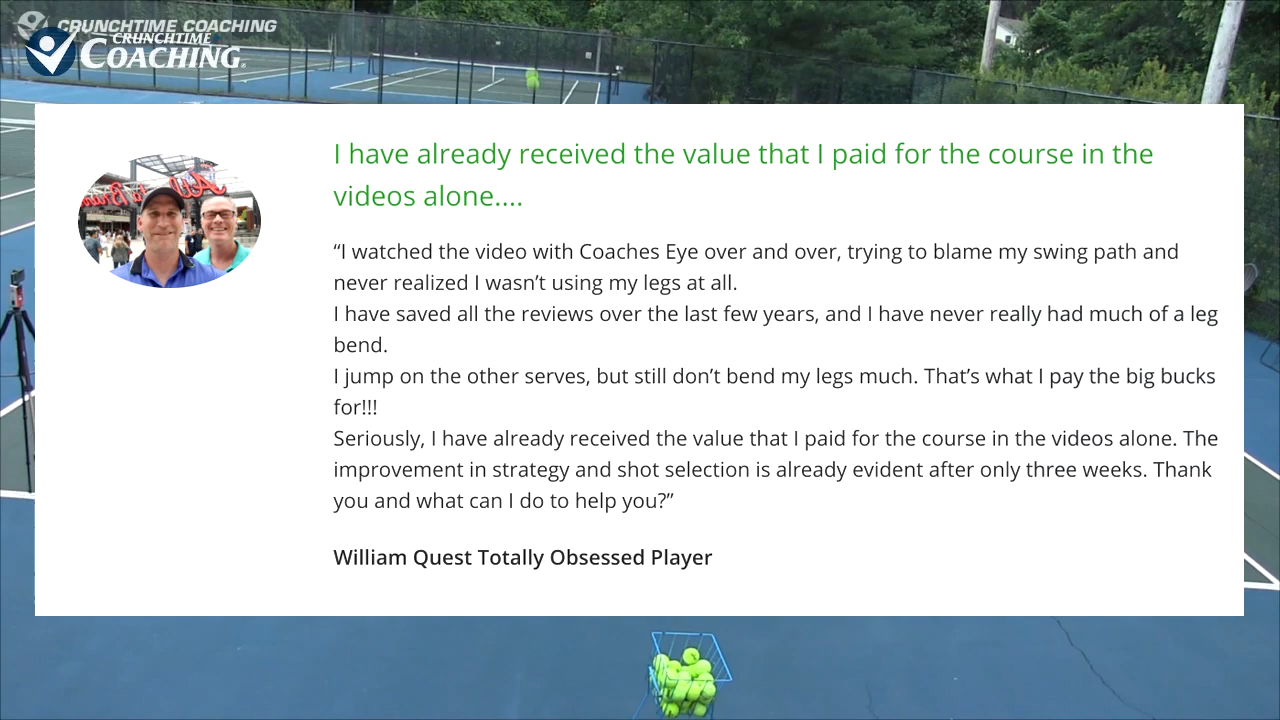 CRUNCHTIME COACHING
CRUNCHTIME
COACHING.
I have already received the value that I paid for the course in the
videos alone....
“I watched the video with Coaches Eye over and over, trying to blame my swing path and
never realized I wasn’t using my legs at all.
I have saved all the reviews over the last few years, and I have never really had much of a leg
bend.
I jump on the other serves, but still don’t bend my legs much. That’s what I pay the big bucks
for!!!
Seriously, I have already received the value that I paid for the course in the videos alone. The
improvement in strategy and shot selection is already evident after only three weeks. Thank
you and what can I do to help you?”
William Quest Totally Obsessed Player